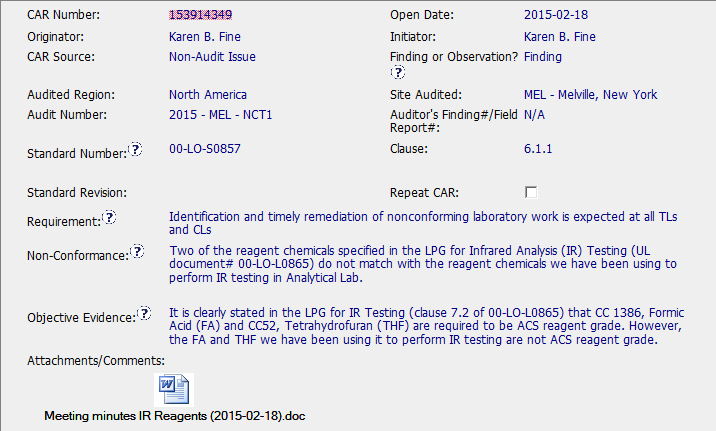 CAR Number: 153914349 Open Date: 2015-02-18
Originator: Karen B. Fine Initiator: Karen B. Fine
CAR Source: Non-Audit Issue Finding or Observation? Finding
?
Audited Region: North America Site Audited: MEL - Melville, New York
Audit Number: 2015 - MEL - NCT1 Auditor's Finding#/Field N/A
Report#:
Standard Number: ? 00-LO-S0857 Clause: 6.1.1
Standard Revision: Repeat CAR:
Requirement: ? Identification and timely remediation of nonconforming laboratory work is expected at all TLs
and CLs
Non-Conformance: ? Two of the reagent chemicals specified in the LPG for Infrared Analysis (IR) Testing (UL
document# 00-LO-L0865) do not match with the reagent chemicals we have been using to
perform IR testing in Analytical Lab.
Objective Evidence: ? It is clearly stated in the LPG for IR Testing (clause 7.2 of 00-LO-L0865) that CC 1386, Formic
Acid (FA) and CC52, Tetrahydrofuran (THF) are required to be ACS reagent grade. However,
the FA and THF we have been using it to perform IR testing are not ACS reagent grade.
Attachments/Comments:
W
Meeting minutes IR Reagents (2015-02-18).doc